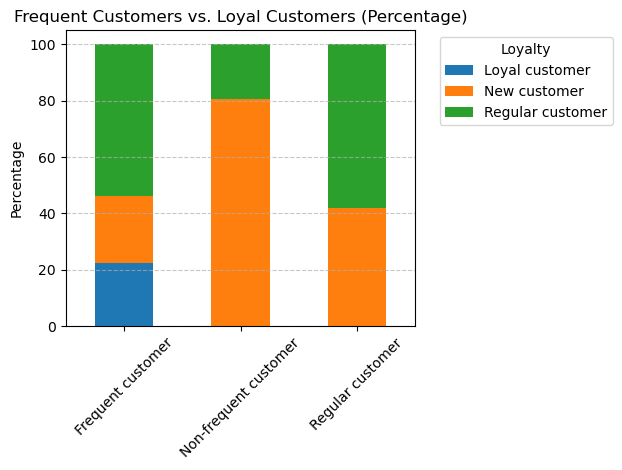 Frequent Customers vs. Loyal Customers (Percentage)
Loyalty
Loyal customer
New customer
Regular customer
Percentage
100
80
60
40
20
0
Frequent customer
Non-frequent customer
Regular customer